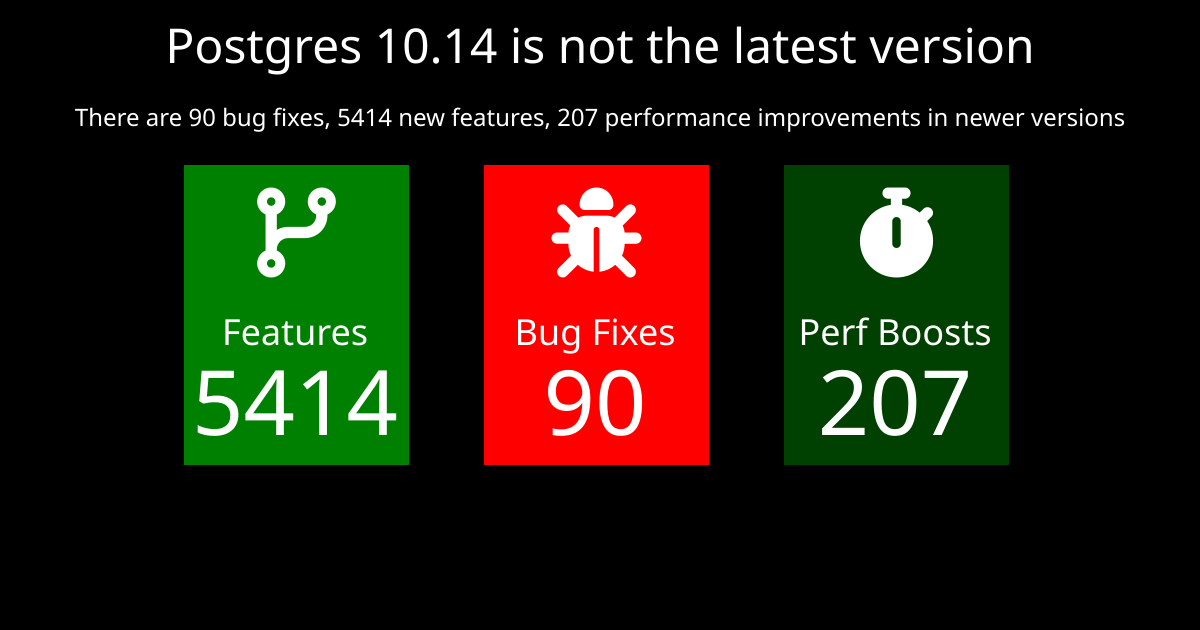 Postgres 10.14 is not the latest version
There are 90 bug fixes, 5414 new features, 207 performance improvements in newer versions
Features
5414
Bug Fixes
90
Perf Boosts
207